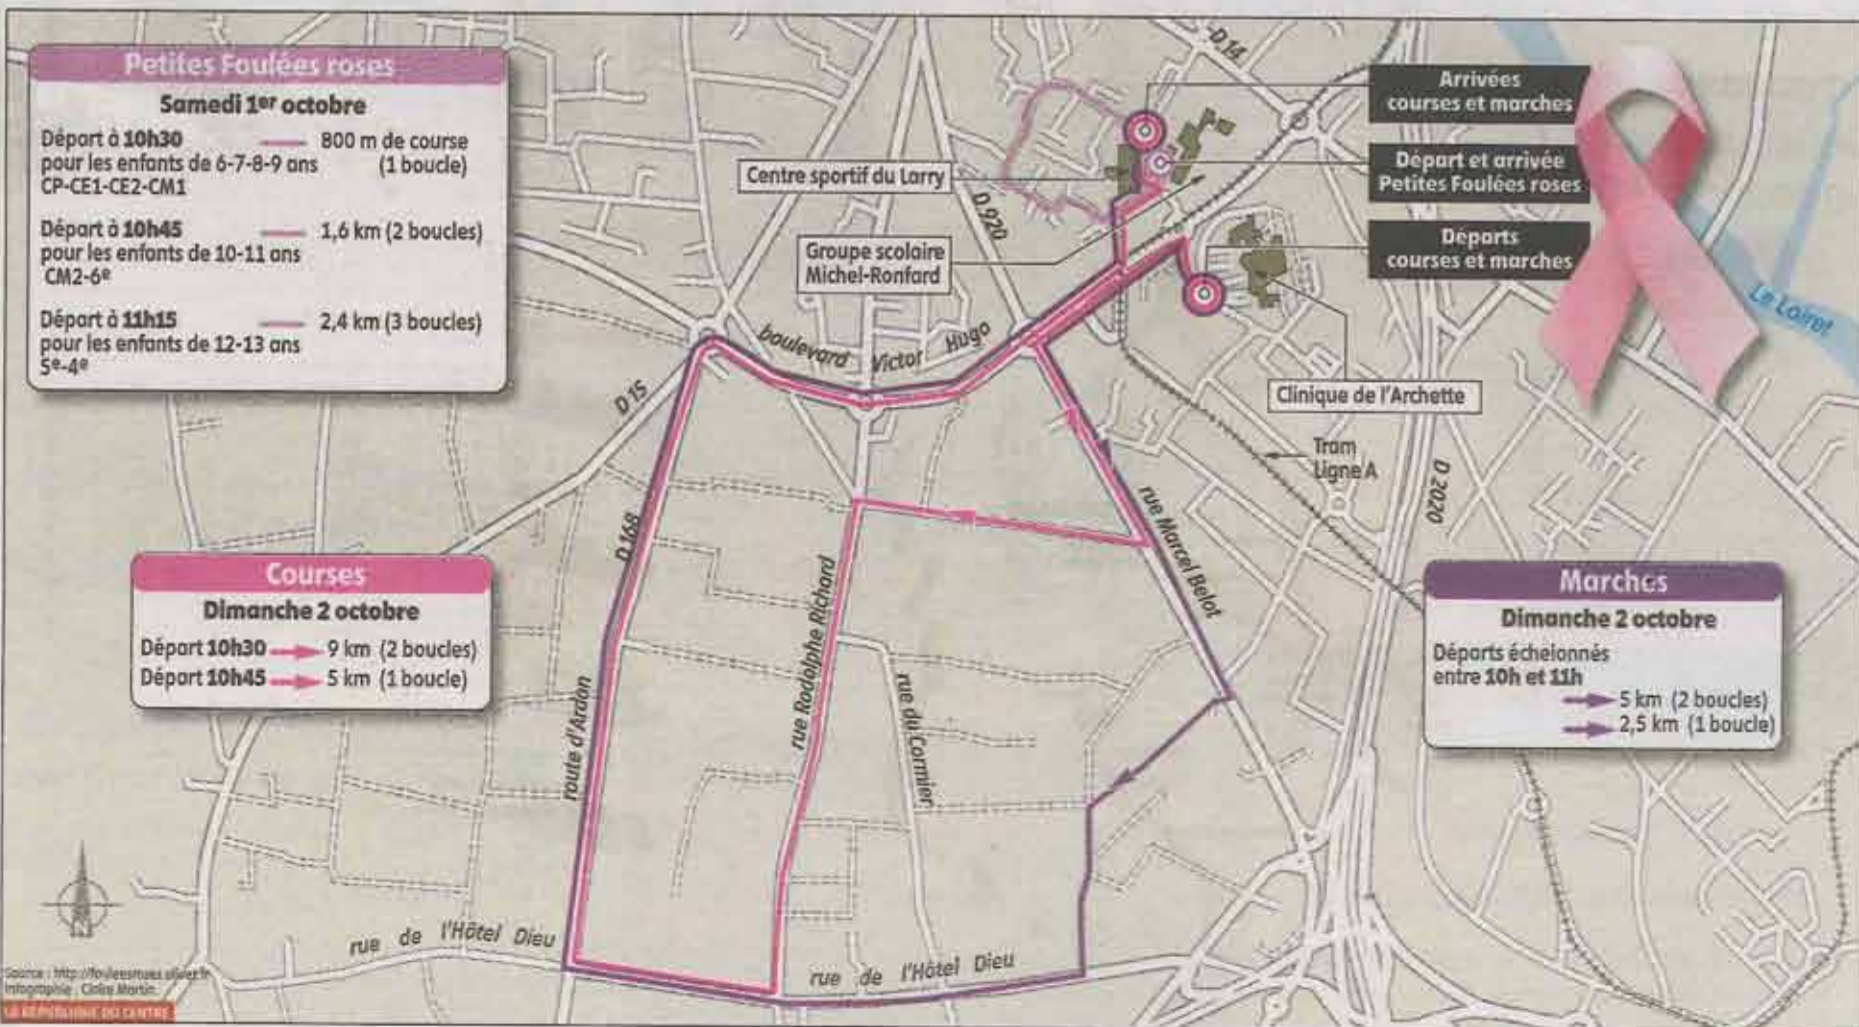 Petites Foulées roses
Samedi 1er octobre
Départ à 10h30 800 m de course
pour les enfants de 6-7-8-9 ans (1 boucle)
CP-CE1-CE2-CM1
Départ à 10h45 1,6 km (2 boucles)
pour les enfants de 10-11 ans
CM2-6e
Départ à 11h15 2,4 km (3 boucles)
pour les enfants de 12-13 ans
5e-4e
D 14
Arrivées
courses et marches
Départ et arrivée
Petites Foulées roses
Départs
courses et marches
Centre sportif du Larry
D 920
Groupe scolaire
Michel-Ronfard
Le Loiret
boulevard Victor Hugo
D 15
Clinique de l'Archette
Tram
Ligne A
D 2020
D 168
rue Marcel Belot
Courses
Dimanche 2 octobre
Départ 10h30 9 km (2 boucles)
Départ 10h45 5 km (1 boucle)
Marches
Dimanche 2 octobre
Départs échelonnés
entre 10h et 11h
5 km (2 boucles)
2,5 km (1 boucle)
route d'Ardon
rue Rodolphe Richard
rue du Cormier
N
rue de l'Hôtel Dieu
rue de l'Hôtel Dieu
Infographie : Claire Martin
LA RÉPUBLIQUE DU CENTRE